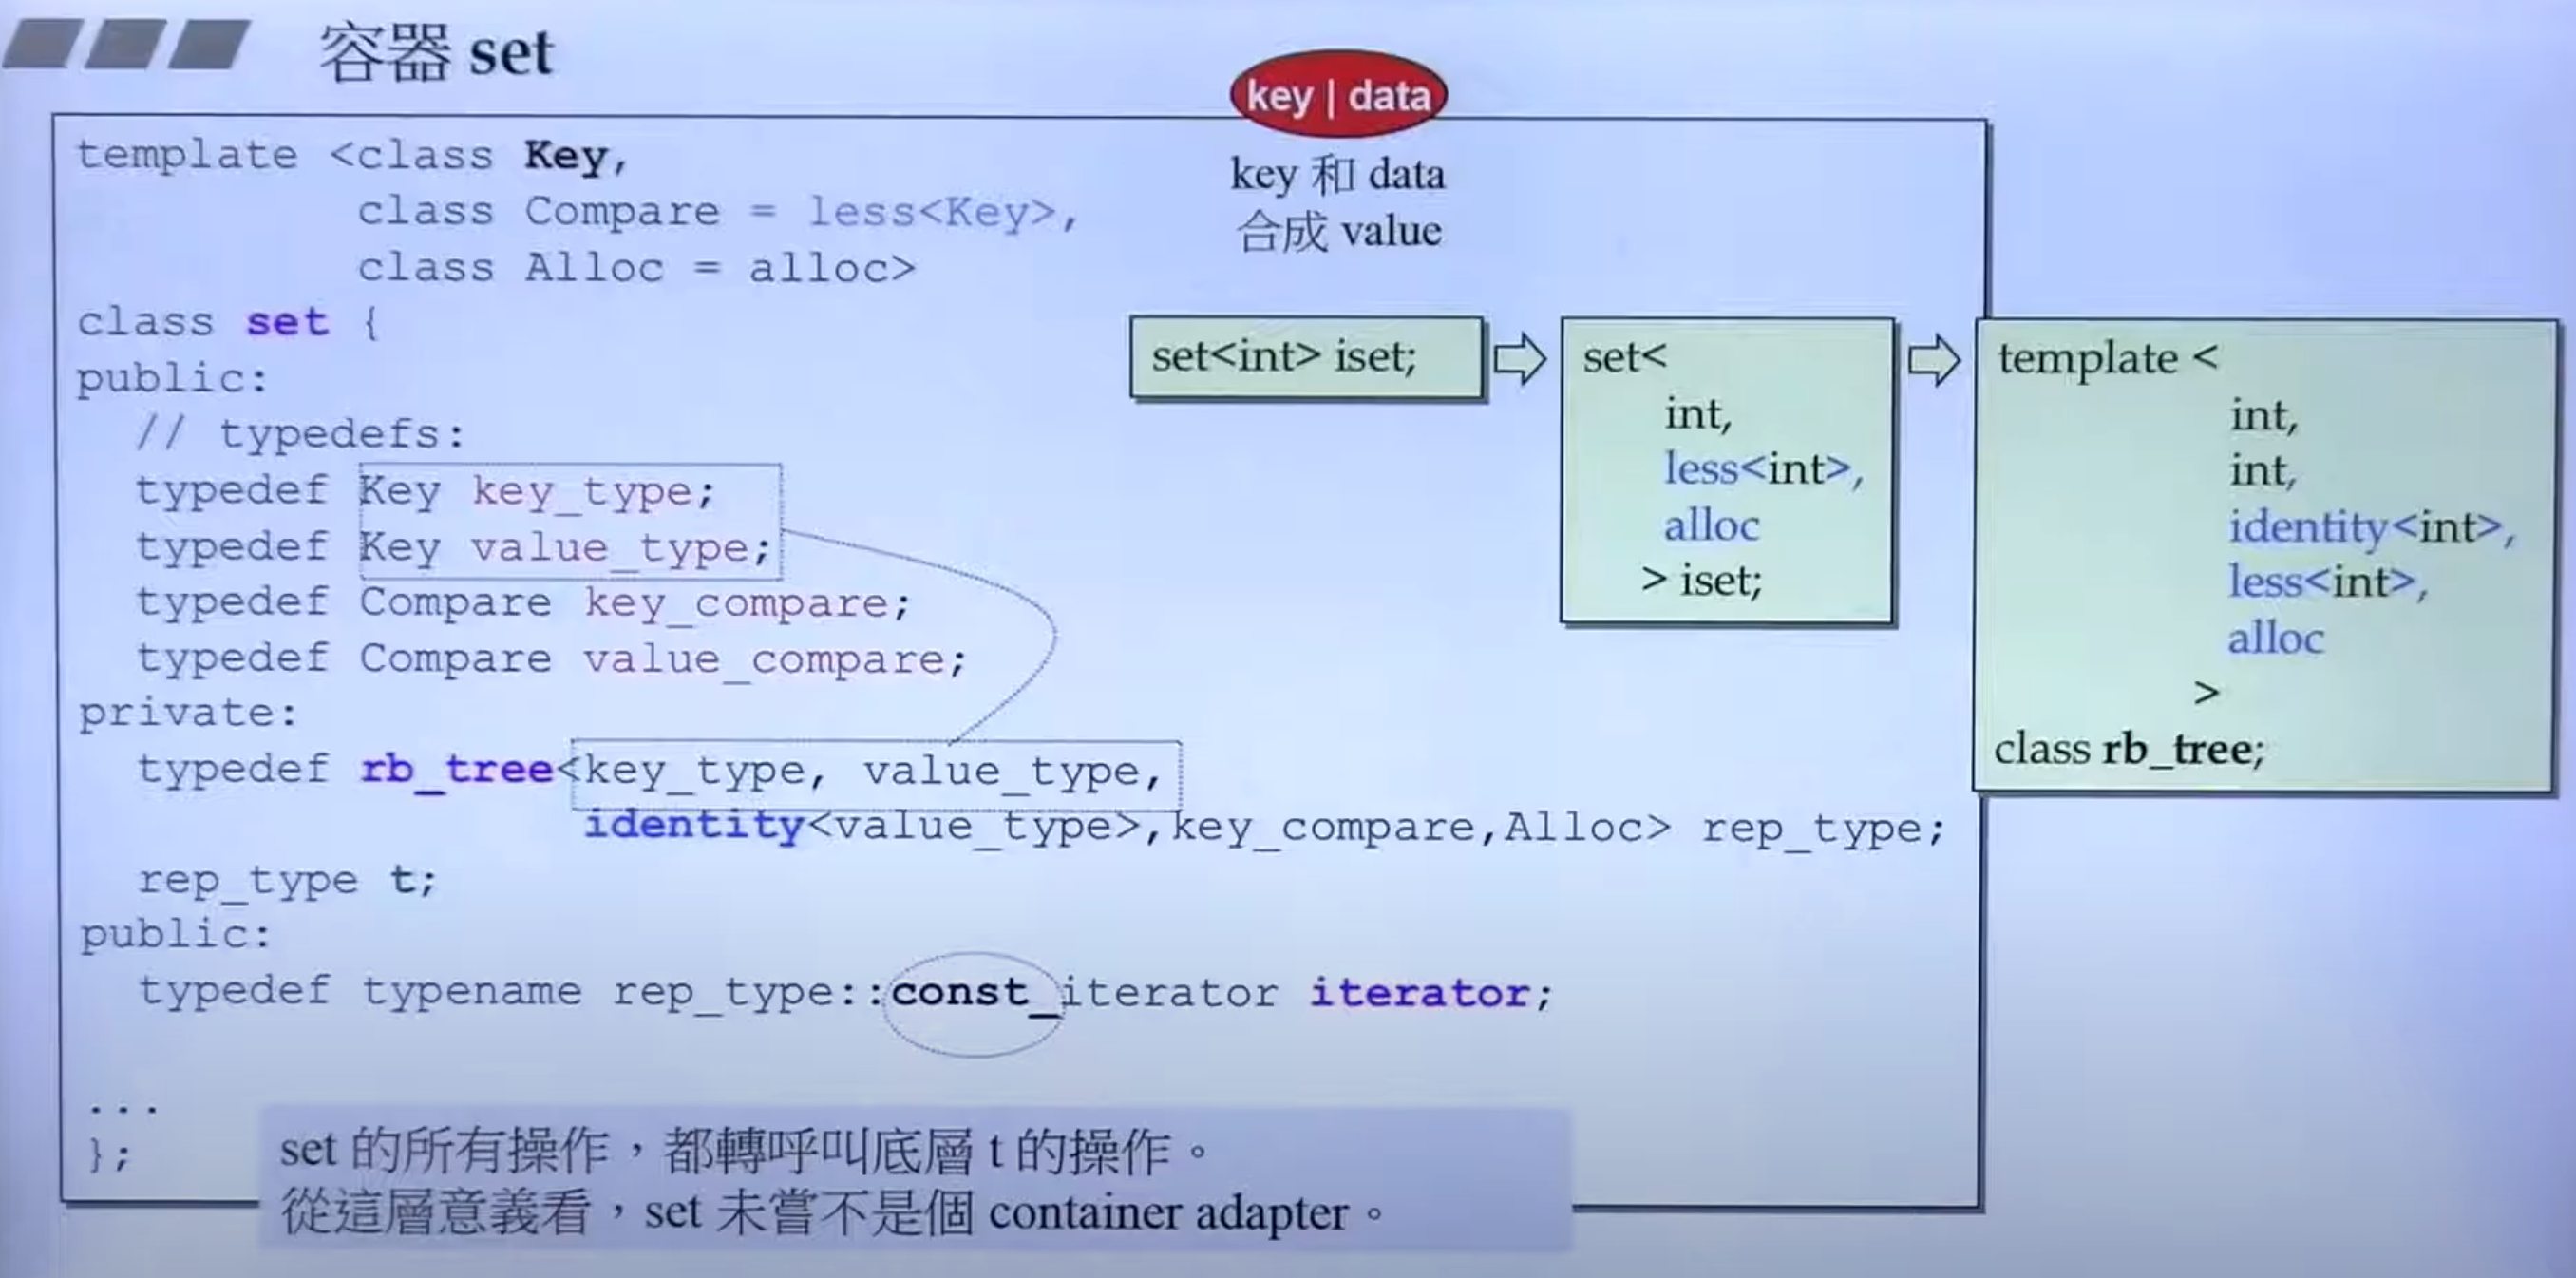 容器 set
key | data
key 和 data
合成 value
template <class Key,
class Compare = less<Key>,
class Alloc = alloc>
class set {
public:
// typedefs:
typedef Key key_type;
typedef Key value_type;
typedef Compare key_compare;
typedef Compare value_compare;
private:
typedef rb_tree<key_type, value_type,
identity<value_type>,key_compare,Alloc> rep_type;
rep_type t;
public:
typedef typename rep_type::const_iterator iterator;
...
};
set<int> iset;
set<
int,
less<int>,
alloc
> iset;
template <
int,
int,
identity<int>,
less<int>,
alloc
>
class rb_tree;
set 的所有操作，都轉呼叫底層 t 的操作。
從這層意義看，set 未嘗不是個 container adapter。